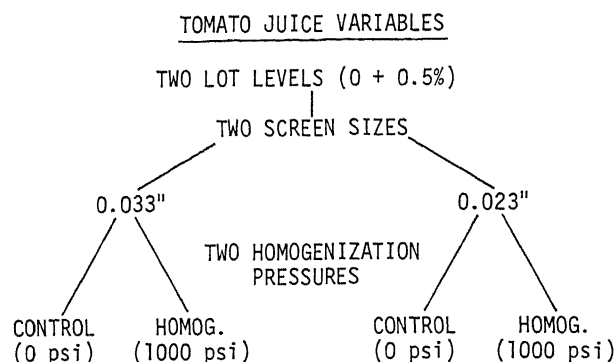 TOMATO JUICE VARIABLES
TWO LOT LEVELS (0 + 0.5%)
TWO SCREEN SIZES
0.033"
0.023"
TWO HOMOGENIZATION
PRESSURES
CONTROL
(0 psi)
HOMOG.
(1000 psi)
CONTROL
(0 psi)
HOMOG.
(1000 psi)